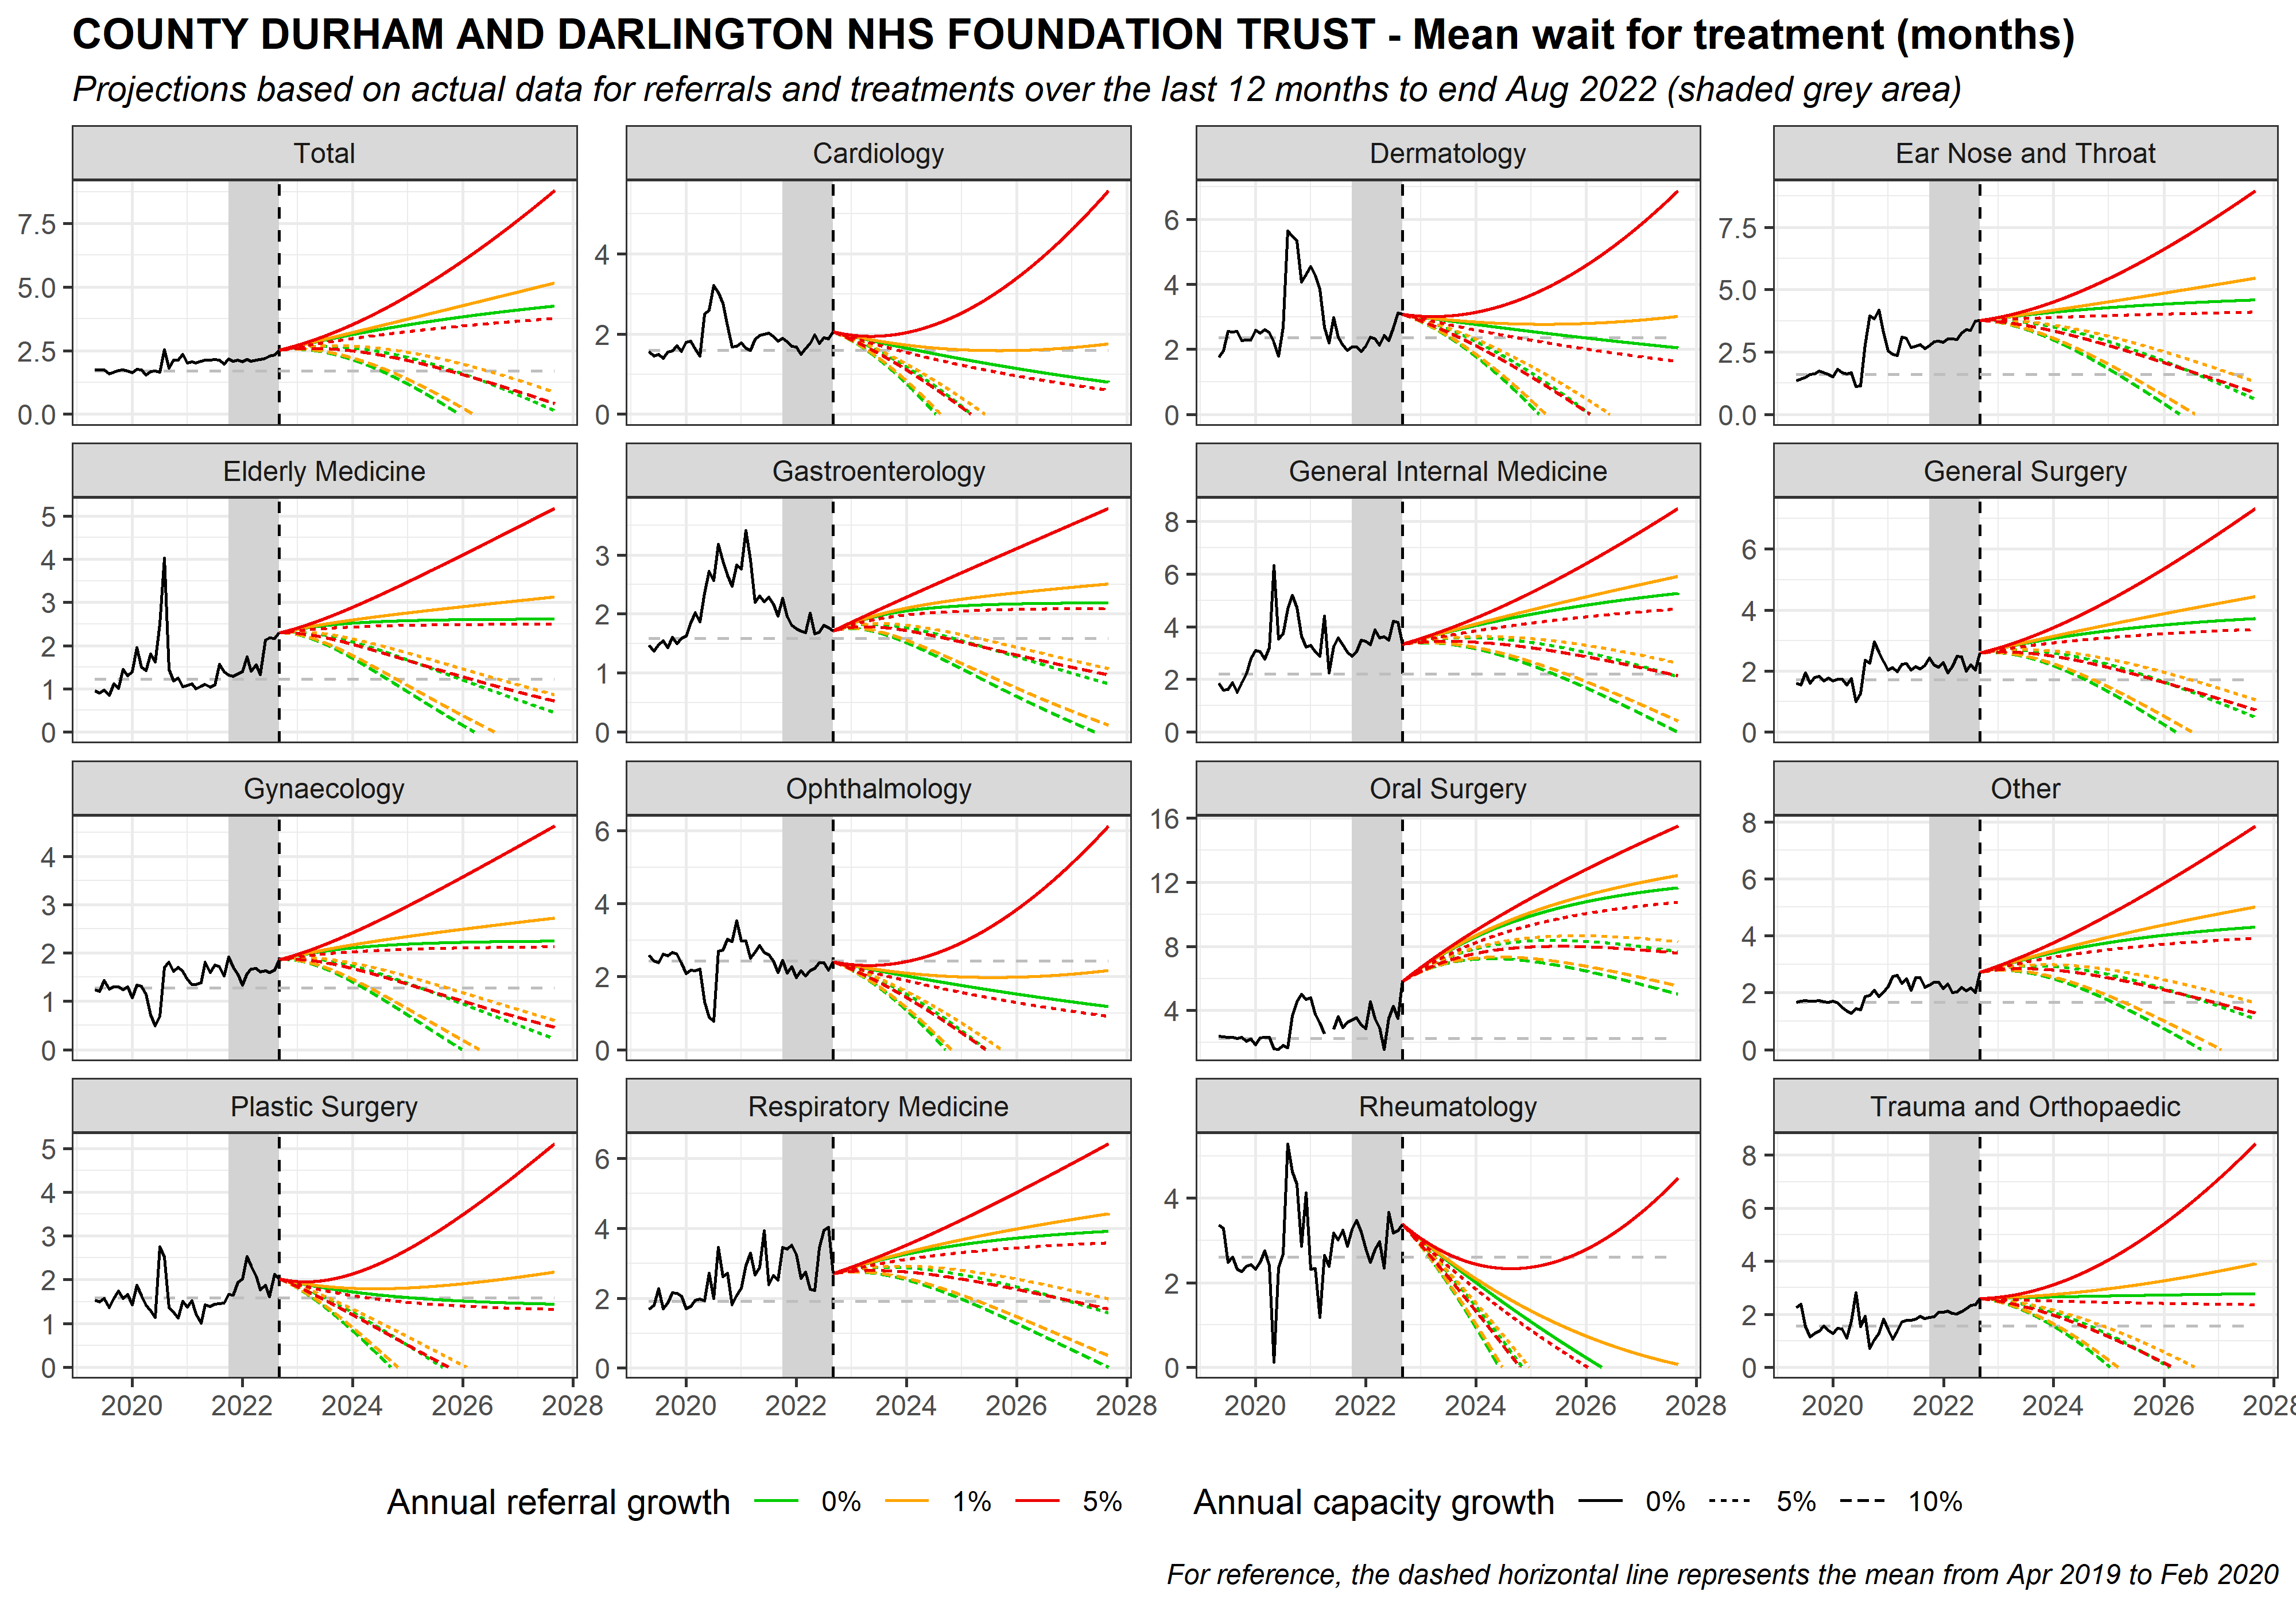 COUNTY DURHAM AND DARLINGTON NHS FOUNDATION TRUST - Mean wait for treatment (months)
Projections based on actual data for referrals and treatments over the last 12 months to end Aug 2022 (shaded grey area)
Total Cardiology Dermatology Ear Nose and Throat
7.5 5.0 2.5 0.0
4 2 0
6 4 2 0
7.5 5.0 2.5 0.0
Elderly Medicine Gastroenterology General Internal Medicine General Surgery
5 4 3 2 1 0
3 2 1 0
8 6 4 2 0
6 4 2 0
Gynaecology Ophthalmology Oral Surgery Other
4 3 2 1 0
6 4 2 0
16 12 8 4
8 6 4 2 0
Plastic Surgery Respiratory Medicine Rheumatology Trauma and Orthopaedic
5 4 3 2 1 0
6 4 2 0
4 2 0
8 6 4 2 0
2020 2022 2024 2026 2028 2020 2022 2024 2026 2028 2020 2022 2024 2026 2028 2020 2022 2024 2026 2028
Annual referral growth 0% 1% 5% Annual capacity growth 0% 5% 10%
For reference, the dashed horizontal line represents the mean from Apr 2019 to Feb 2020